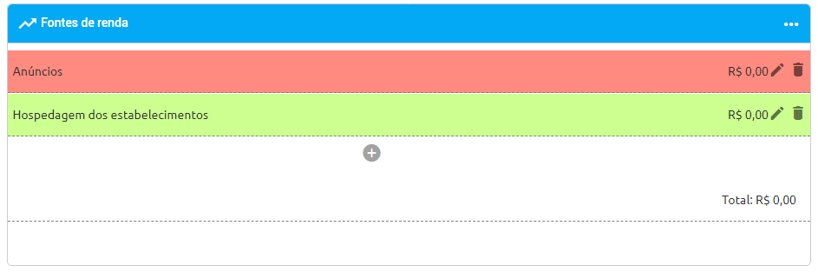 Fontes de renda
Anúncios R$ 0,00
Hospedagem dos estabelecimentos R$ 0,00
Total: R$ 0,00